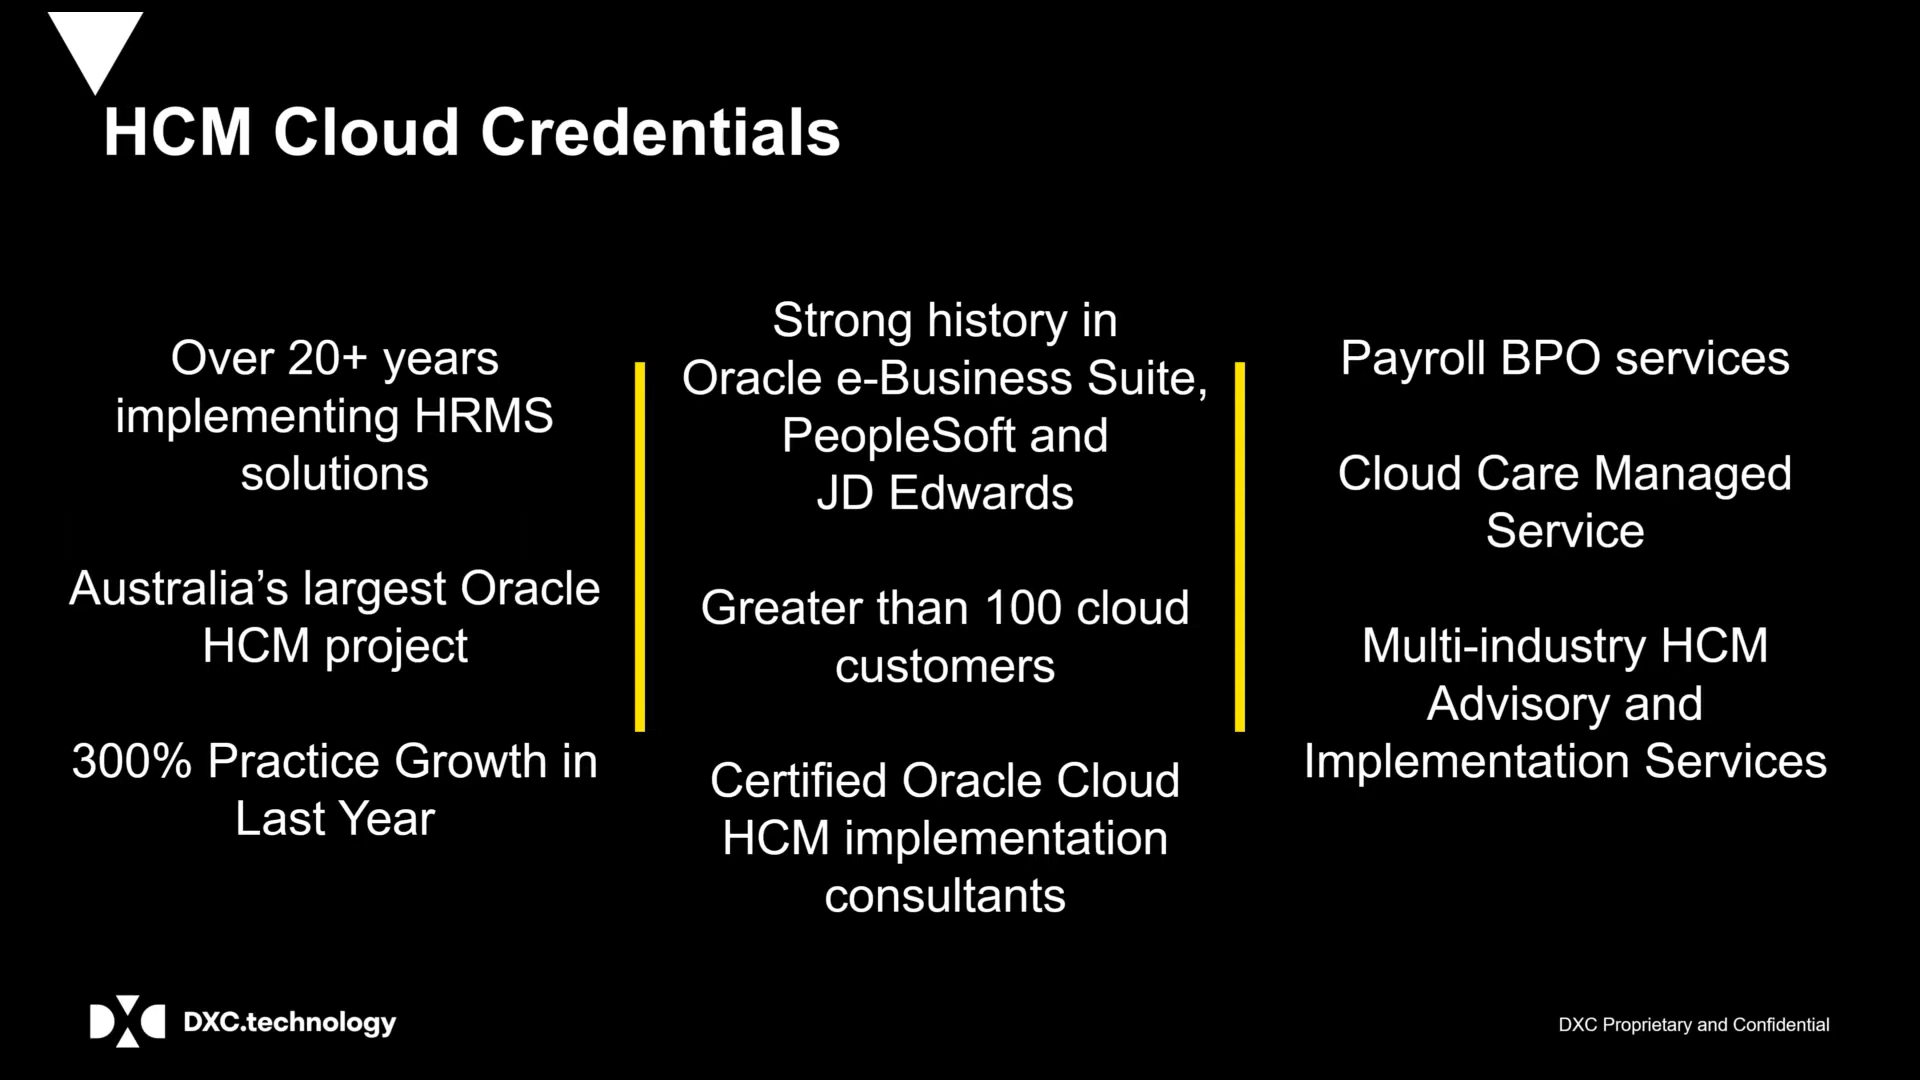 HCM Cloud Credentials
Over 20+ years
implementing HRMS
solutions
Australia’s largest Oracle
HCM project
300% Practice Growth in
Last Year
Strong history in
Oracle e-Business Suite,
PeopleSoft and
JD Edwards
Greater than 100 cloud
customers
Certified Oracle Cloud
HCM implementation
consultants
Payroll BPO services
Cloud Care Managed
Service
Multi-industry HCM
Advisory and
Implementation Services
DXC.technology
DXC Proprietary and Confidential